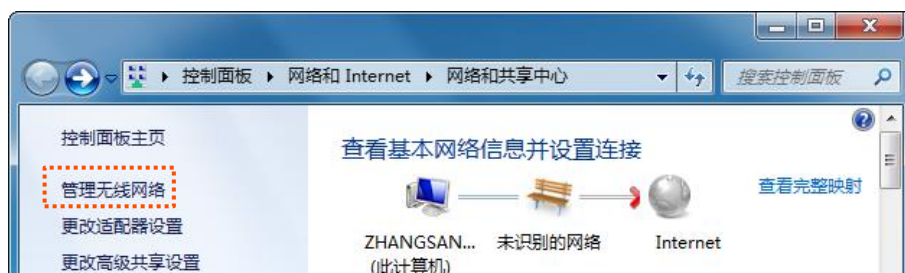 控制面板 网络和 Internet 网络和共享中心 搜索控制面板
控制面板主页
管理无线网络
更改适配器设置
更改高级共享设置
查看基本网络信息并设置连接
查看完整映射
ZHANGSAN...
(此计算机)
未识别的网络
Internet